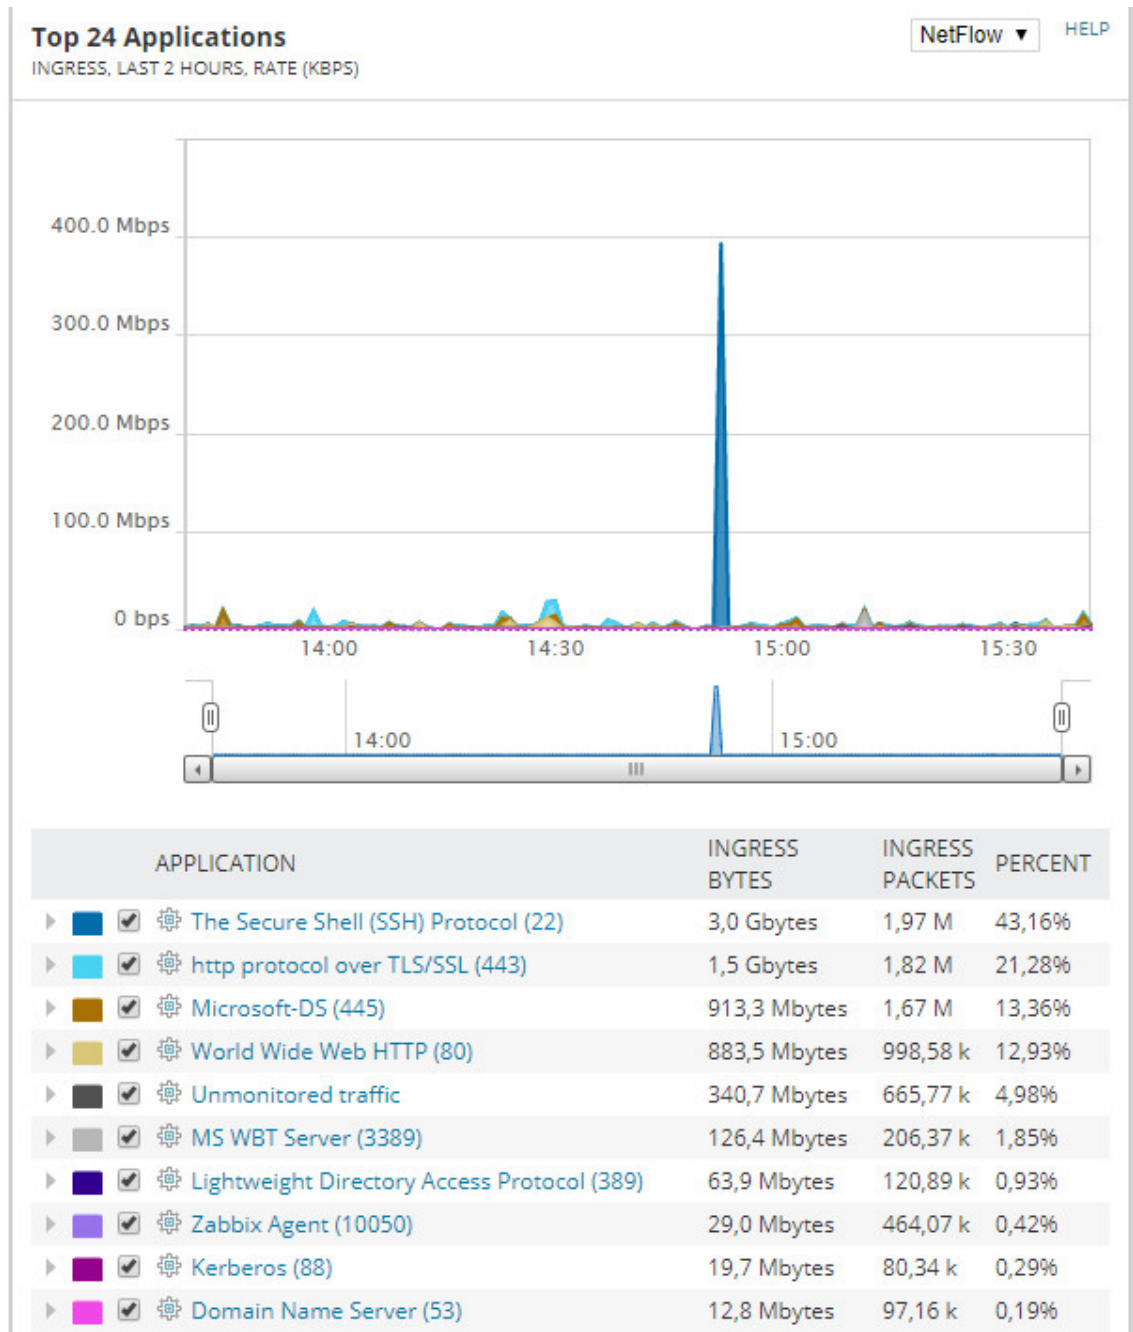 Top 24 Applications
NetFlow ▼
HELP
INGRESS, LAST 2 HOURS, RATE (KBPS)
400.0 Mbps
300.0 Mbps
200.0 Mbps
100.0 Mbps
0 bps
14:00 14:30 15:00 15:30
14:00 15:00
APPLICATION INGRESS BYTES INGRESS PACKETS PERCENT
The Secure Shell (SSH) Protocol (22) 3,0 Gbytes 1,97 M 43,16%
http protocol over TLS/SSL (443) 1,5 Gbytes 1,82 M 21,28%
Microsoft-DS (445) 913,3 Mbytes 1,67 M 13,36%
World Wide Web HTTP (80) 883,5 Mbytes 998,58 k 12,93%
Unmonitored traffic 340,7 Mbytes 665,77 k 4,98%
MS WBT Server (3389) 126,4 Mbytes 206,37 k 1,85%
Lightweight Directory Access Protocol (389) 63,9 Mbytes 120,89 k 0,93%
Zabbix Agent (10050) 29,0 Mbytes 464,07 k 0,42%
Kerberos (88) 19,7 Mbytes 80,34 k 0,29%
Domain Name Server (53) 12,8 Mbytes 97,16 k 0,19%